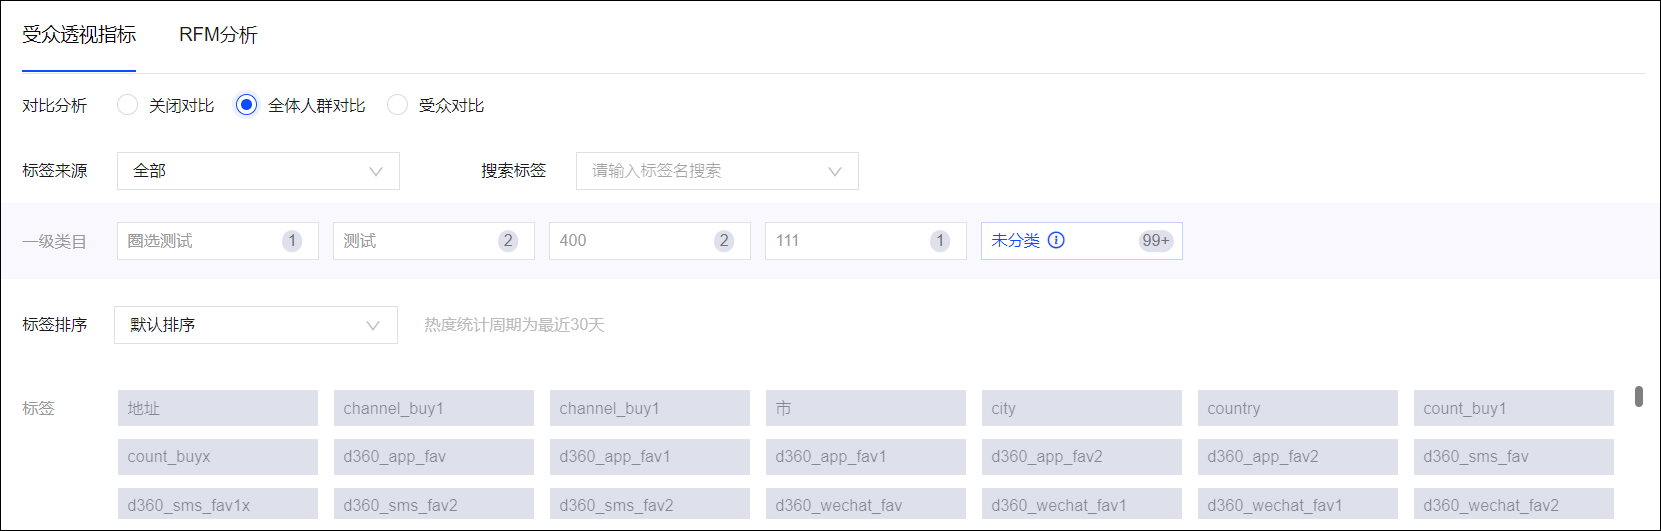 受众透视指标 RFM分析
对比分析 关闭对比 全体人群对比 受众对比
标签来源 全部 搜索标签 请输入标签名搜索
一级类目 圈选测试 1 测试 2 400 2 111 1 未分类 99+
标签排序 默认排序 热度统计周期为最近30天
标签 地址 channel_buy1 channel_buy1 市 city country count_buy1
count_buyx d360_app_fav d360_app_fav1 d360_app_fav1 d360_app_fav2 d360_app_fav2 d360_sms_fav
d360_sms_fav1x d360_sms_fav2 d360_sms_fav2 d360_wechat_fav d360_wechat_fav1 d360_wechat_fav1 d360_wechat_fav2